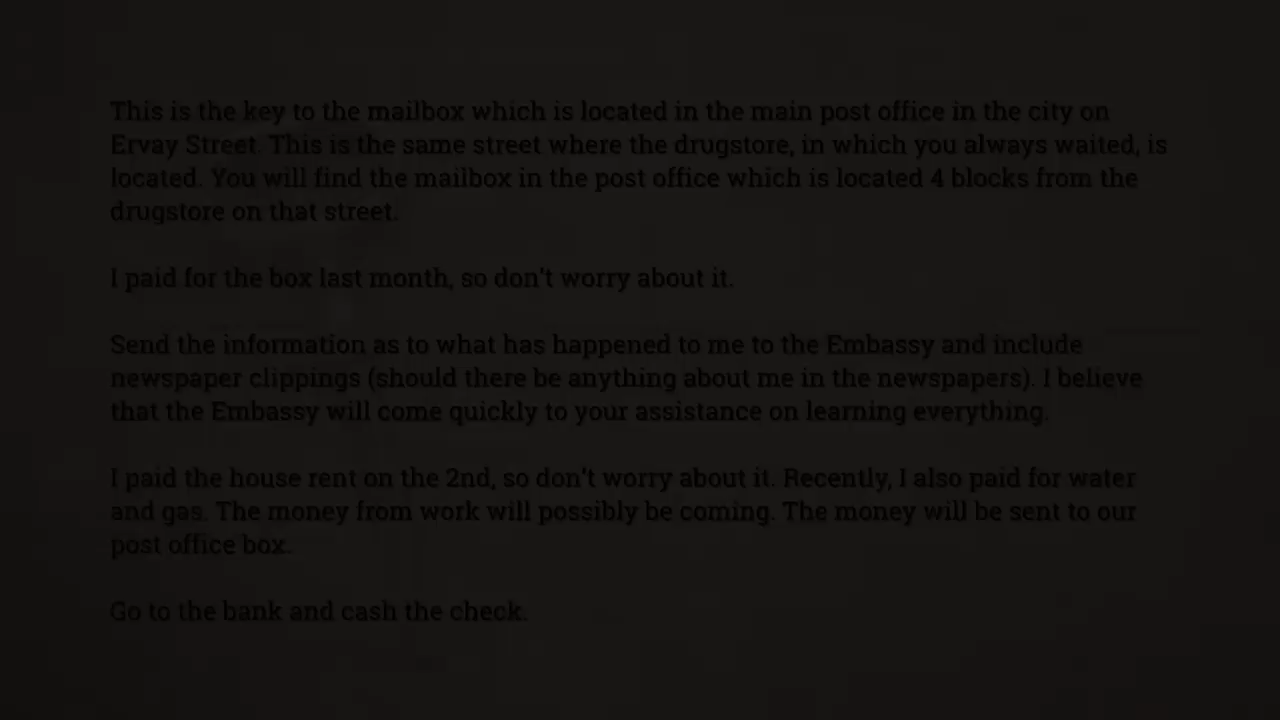 This is the key to the mailbox which is located in the main post office in the city on
Ervay Street. This is the same street where the drugstore, in which you always waited, is
located. You will find the mailbox in the post office which is located 4 blocks from the
drugstore on that street.
I paid for the box last month, so don't worry about it.
Send the information as to what has happened to me to the Embassy and include
newspaper clippings (should there be anything about me in the newspapers). I believe
that the Embassy will come quickly to your assistance on learning everything.
I paid the house rent on the 2nd, so don't worry about it. Recently, I also paid for water
and gas. The money from work will possibly be coming. The money will be sent to our
post office box.
Go to the bank and cash the check.